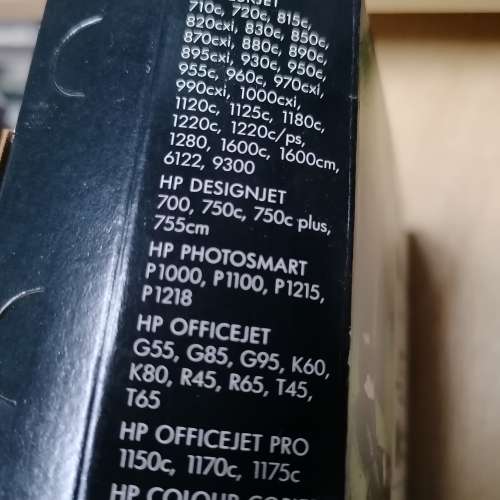 710c, 720c, 815c,
820cxi, 830c, 850c,
870cxi, 880c, 890c,
895cxi, 930c, 950c,
955c, 960c, 970cxi,
990cxi, 1000cxi,
1120c, 1125c, 1180c,
1220c, 1220c/ps,
1280, 1600c, 1600cm,
6122, 9300
HP DESIGNJET
700, 750c, 750c plus,
755cm
HP PHOTOSMART
P1000, P1100, P1215,
P1218
HP OFFICEJET
G55, G85, G95, K60,
K80, R45, R65, T45,
T65
HP OFFICEJET PRO
1150c, 1170c, 1175c
HP COLOUR COPIER